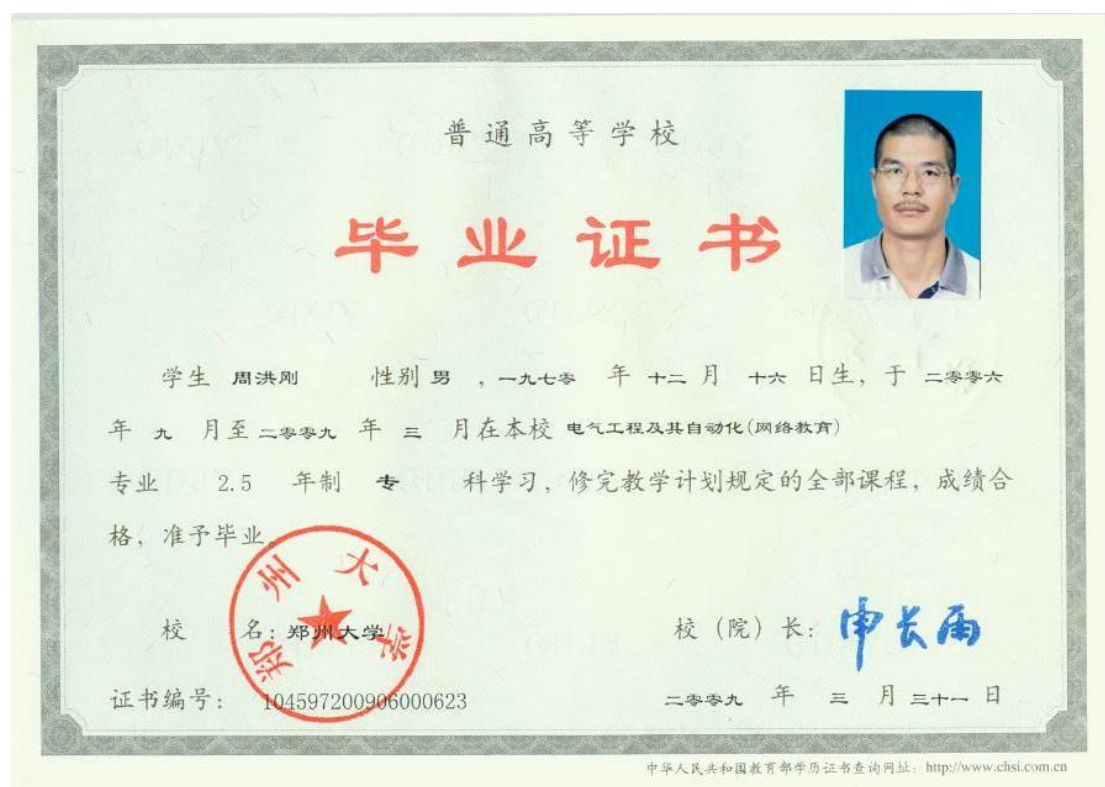 普通高等学校
毕业证书
学生 周洪刚 性别 男 ，一九七零 年 十二 月 十六 日生，于 二零零六
年 九 月至 二零零九 年 三 月在本校 电气工程及其自动化(网络教育)
专业 2.5 年制 专 科学习，修完教学计划规定的全部课程，成绩合
格，准予毕业。
郑州大学
校 名：郑州大学 校（院）长：申长雨
证书编号： 104597200906000623 二零零九 年 三 月 三十一 日
中华人民共和国教育部学历证书查询网址：http://www.chsi.com.cn